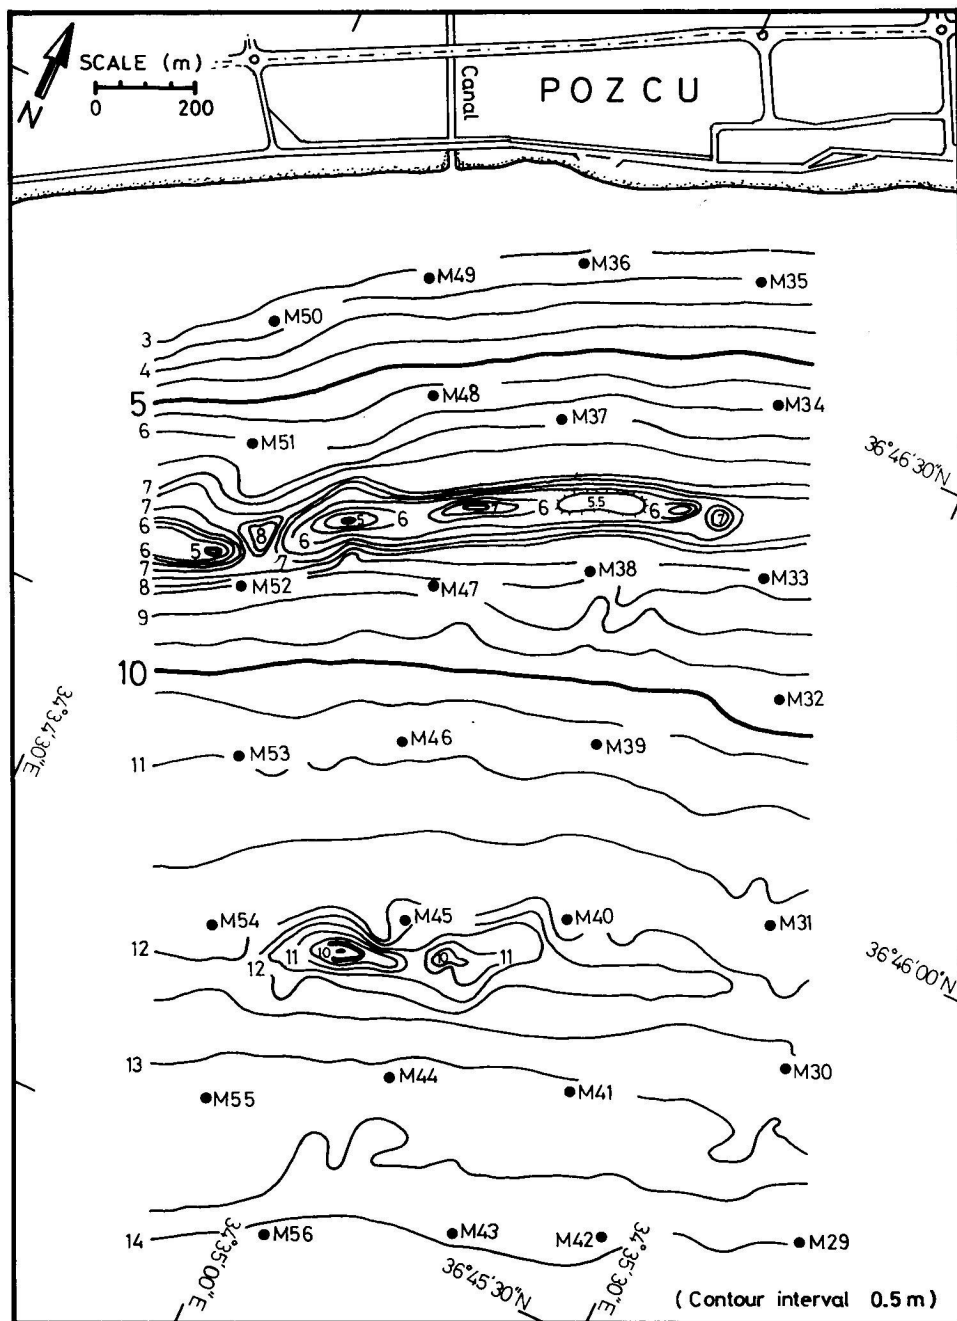 SCALE (m)
0 200
N
Canal
POZCU
M36
M49
M35
M50
3
4
5
M48
M34
M37
6
M51
36°46'30"N
7
7
6
6
7
8
5
8
6
7
5
6
7
6
5.5
6
7
M38
M33
M52
M47
9
10
M32
34°34'30"E
M46
M39
M53
11
M54
M45
M40
M31
12
12
11
10
10
11
36°46'00"N
13
M44
M30
M41
M55
14
M56
M43
M42
M29
34°35'00"E
36°45'30"N
34°35'30"E
(Contour interval 0.5m)